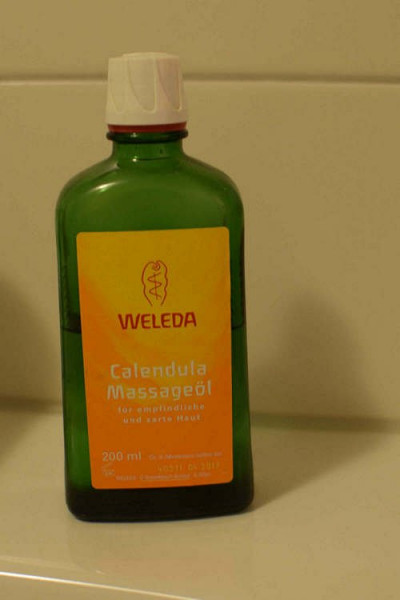 WELEDA
Calendula
Massageöl
für empfindliche
und zarte Haut
200 ml